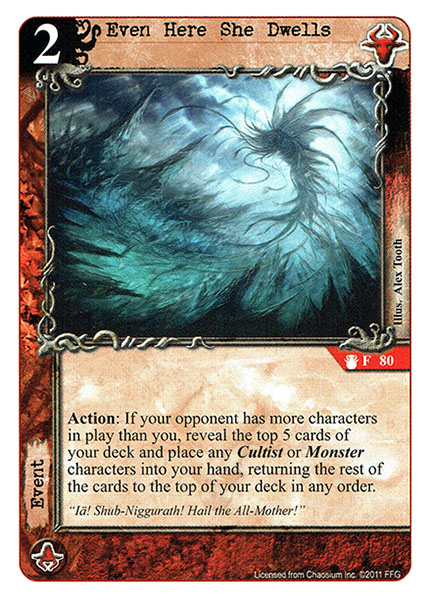 2
Even Here She Dwells
Illus. Alex Tooth
F 80
Action: If your opponent has more characters
in play than you, reveal the top 5 cards of
your deck and place any Cultist or Monster
characters into your hand, returning the rest of
the cards to the top of your deck in any order.
"Iä! Shub-Niggurath! Hail the All-Mother!"
Event
Licensed from Chaosium Inc. ©2011 FFG